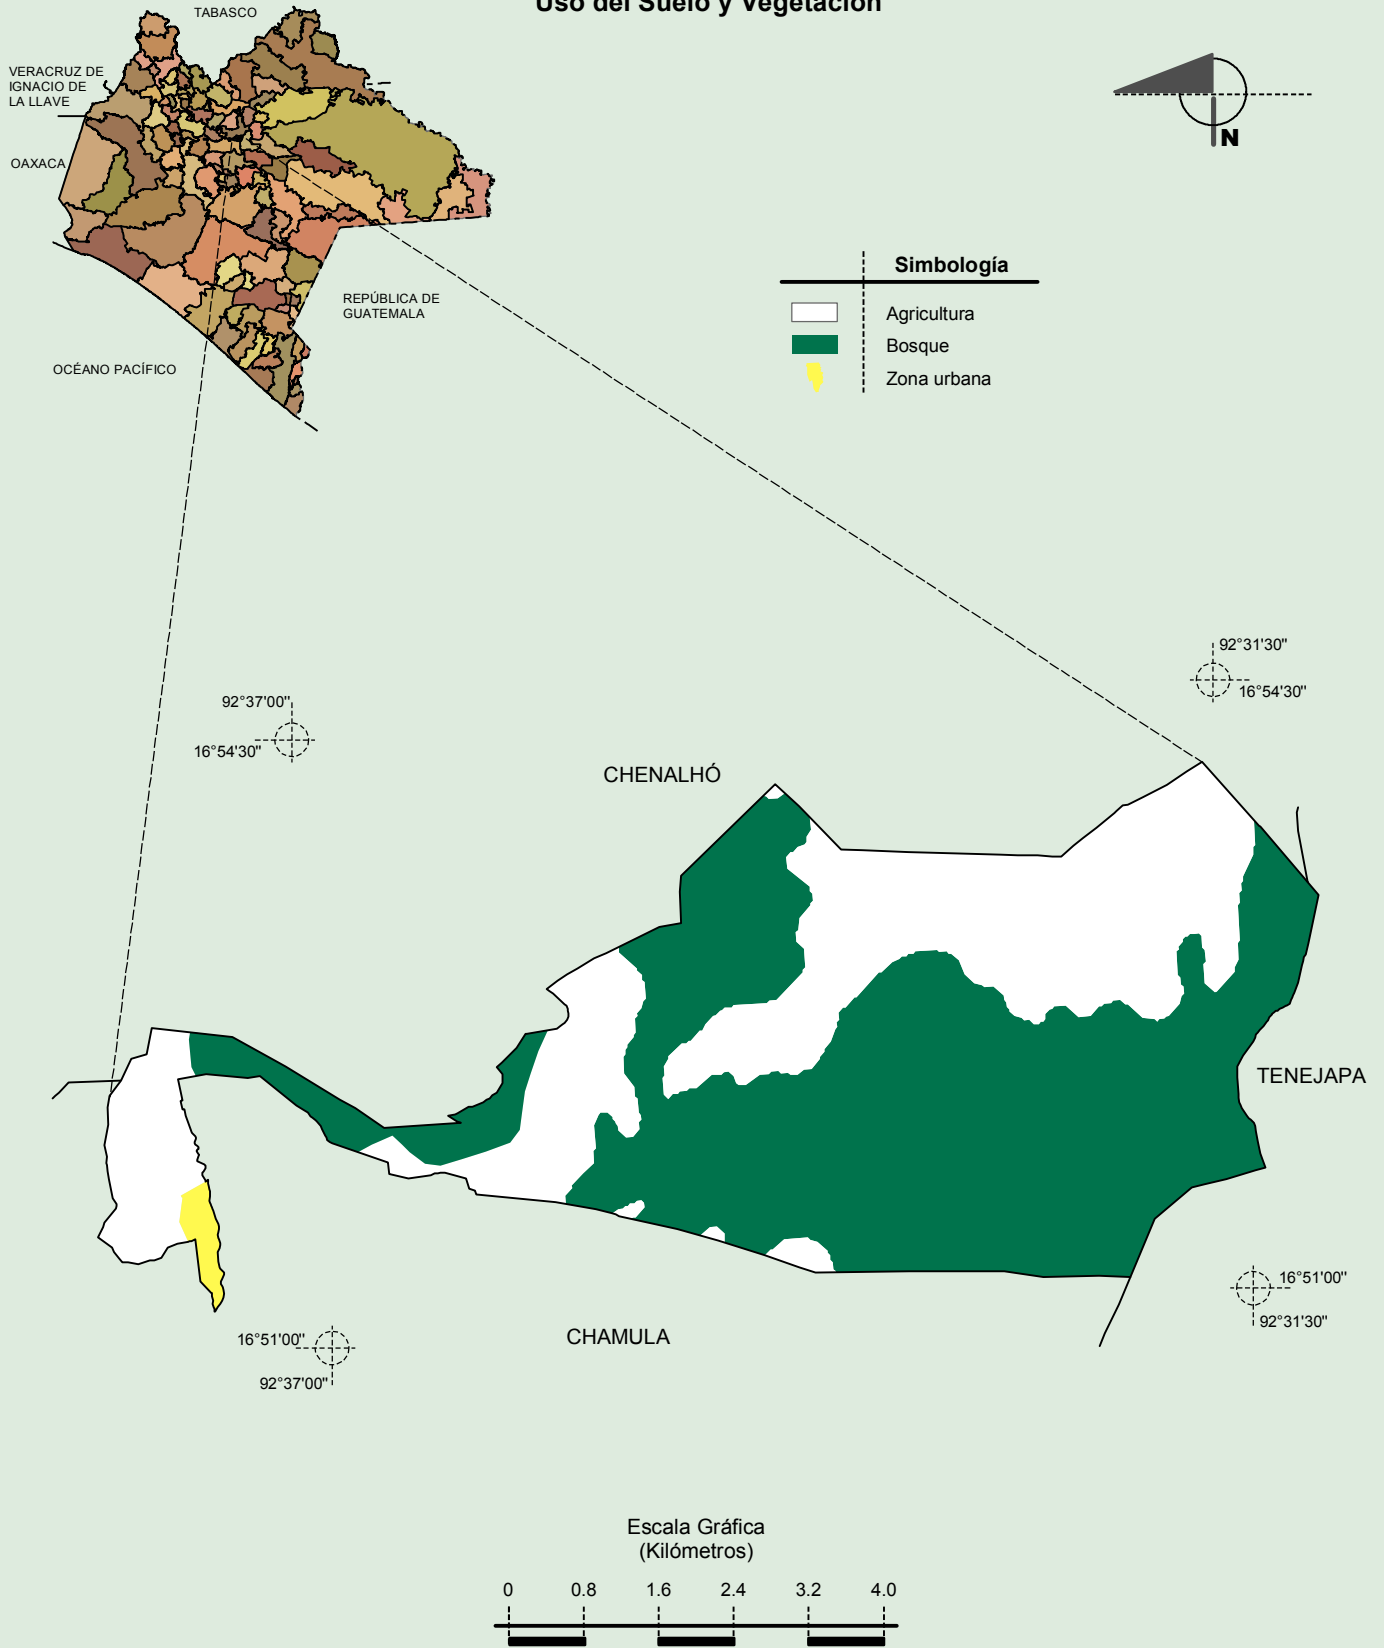 Uso del Suelo y Vegetación
TABASCO
VERACRUZ DE
IGNACIO DE
LA LLAVE
OAXACA
REPÚBLICA DE
GUATEMALA
OCÉANO PACÍFICO
N
Simbología
Agricultura
Bosque
Zona urbana
92°31'30"
16°54'30"
92°37'00"
16°54'30"
CHENALHÓ
TENEJAPA
16°51'00"
92°31'30"
CHAMULA
16°51'00"
92°37'00"
Escala Gráfica
(Kilómetros)
0 0.8 1.6 2.4 3.2 4.0